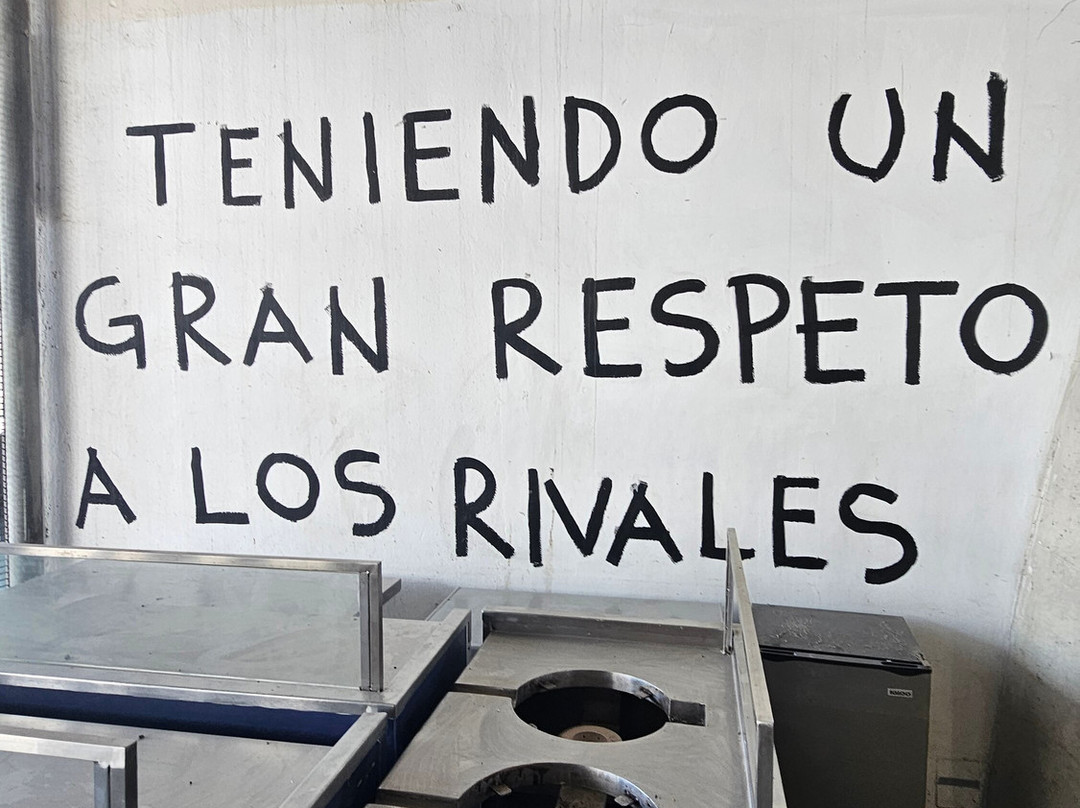 TENIENDO UN
GRAN RESPETO
A LOS RIVALES